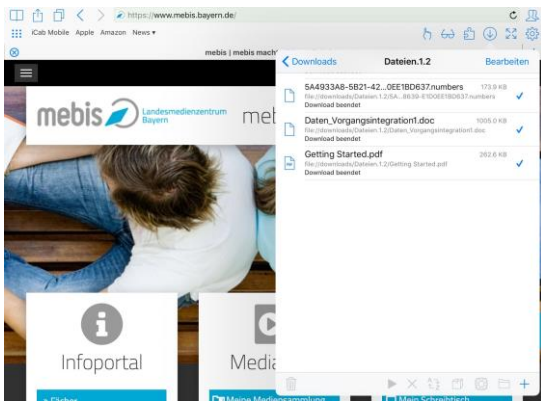 https://www.mebis.bayern.de/
iCab Mobile Apple Amazon News ▾
mebis | mebis mach
Downloads Dateien.1.2 Bearbeiten
5A4933A8-5B21-42...0EE1BD637.numbers 173.9 KB
Download beendet
Daten_Vorgangsintegration1.doc 1005.0 KB
file://downloads/Dateien.1.2/Daten_Vorgangsintegration1.doc
Download beendet
Getting Started.pdf 262.6 KB
file://downloads/Dateien.1.2/Getting Started.pdf
Download beendet
mebis Landesmedienzentrum Bayern
meb
Infoportal
Media
> Fächer
Meine Mediensammlung
Mein Schreibtisch